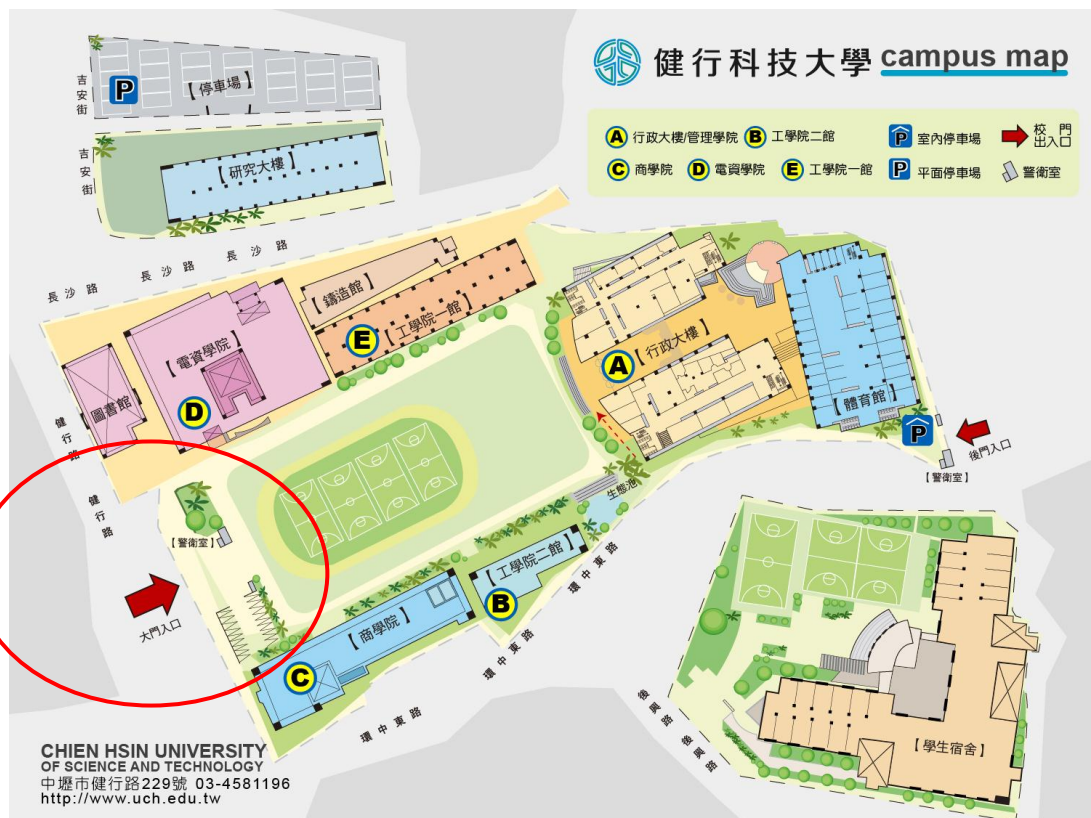 健行科技大學 campus map
A 行政大樓/管理學院 B 工學院二館 P 室內停車場 校門出入口
C 商學院 D 電資學院 E 工學院一館 P 平面停車場 警衛室
吉安街
P
【停車場】
吉安街
【研究大樓】
長沙路 長沙路 長沙路
【鑄造館】
【工學院一館】
E
【電資學院】
D
圖書館
【行政大樓】
A
【體育館】
P
後門入口
【警衛室】
健行路
健行路
【警衛室】
大門入口
生態池
【工學院二館】
B
【商學院】
C
環中東路
環中東路
環中東路
後興路
後興路
【學生宿舍】
CHIEN HSIN UNIVERSITY
OF SCIENCE AND TECHNOLOGY
中壢市健行路229號 03-4581196
http://www.uch.edu.tw